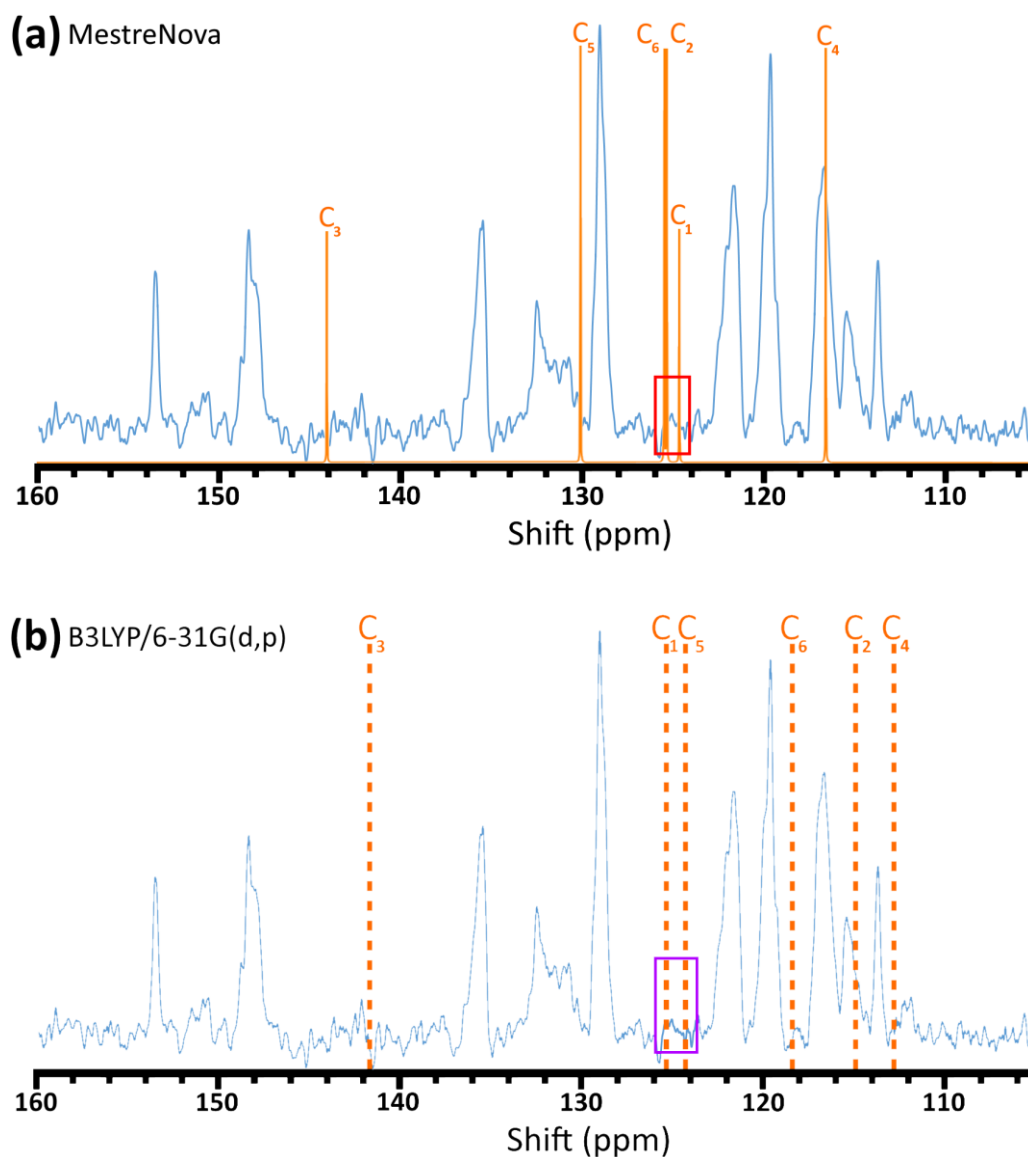 (a) MestreNova
C₅ C₆ C₂ C₄
C₃ C₁
160 150 140 130 120 110
Shift (ppm)
(b) B3LYP/6-31G(d,p)
C₃ C₁ C₅ C₆ C₂ C₄
160 150 140 130 120 110
Shift (ppm)